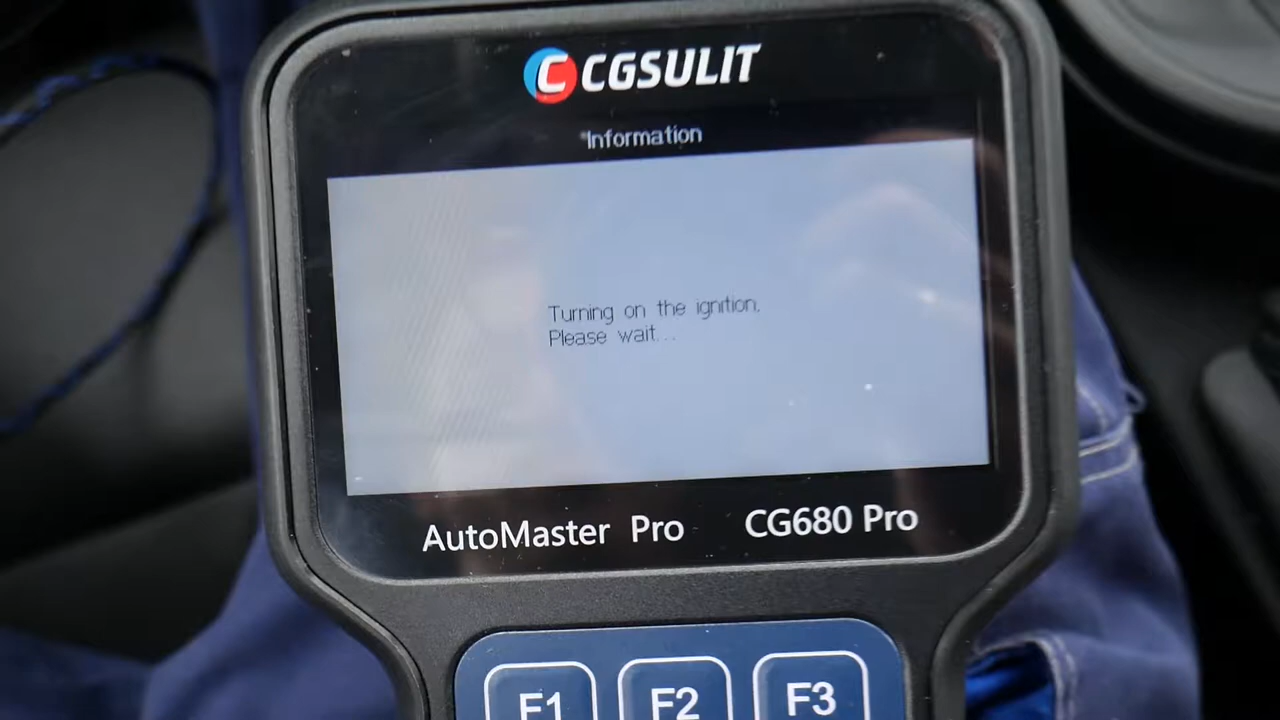 C CGSULIT
Information
Turning on the ignition.
Please wait...
AutoMaster Pro CG680 Pro
F1 F2 F3